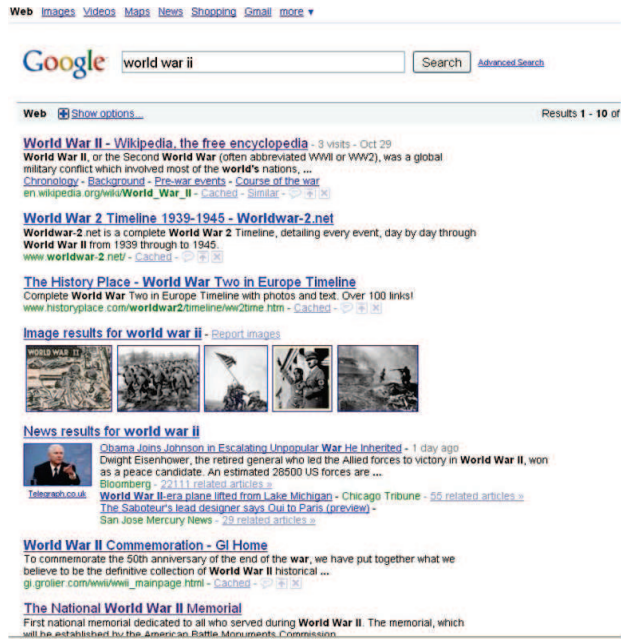 Web Images Videos Maps News Shopping Gmail more ▼
Google world war ii Search Advanced Search
Web Show options... Results 1 - 10 of
World War II - Wikipedia, the free encyclopedia - 3 visits - Oct 29
World War II, or the Second World War (often abbreviated WWII or WW2), was a global
military conflict which involved most of the world's nations, ...
Chronology - Background - Pre-war events - Course of the war
en.wikipedia.org/wiki/World_War_II - Cached - Similar -
World War 2 Timeline 1939-1945 - Worldwar-2.net
Worldwar-2.net is a complete World War 2 Timeline, detailing every event, day by day through
World War II from 1939 through to 1945.
www.worldwar-2.net/ - Cached -
The History Place - World War Two in Europe Timeline
Complete World War Two in Europe Timeline with photos and text. Over 100 links!
www.historyplace.com/worldwar2/timeline/ww2time.htm - Cached -
Image results for world war ii - Report images
WORLD WAR II
News results for world war ii
Obama Joins Johnson in Escalating Unpopular War He Inherited - 1 day ago
Dwight Eisenhower, the retired general who led the Allied forces to victory in World War II, won
as a peace candidate. An estimated 28500 US forces are ...
Bloomberg - 22111 related articles »
Telegraph.co.uk
World War II-era plane lifted from Lake Michigan - Chicago Tribune - 55 related articles »
The Saboteur's lead designer says Oui to Paris (preview) -
San Jose Mercury News - 29 related articles »
World War II Commemoration - GI Home
To commemorate the 50th anniversary of the end of the war, we have put together what we
believe to be the definitive collection of World War II historical ...
gi.grolier.com/wwii/wwii_mainpage.html - Cached -
The National World War II Memorial
First national memorial dedicated to all who served during World War II. The memorial, which
will be established by the American Battle Monuments Commission